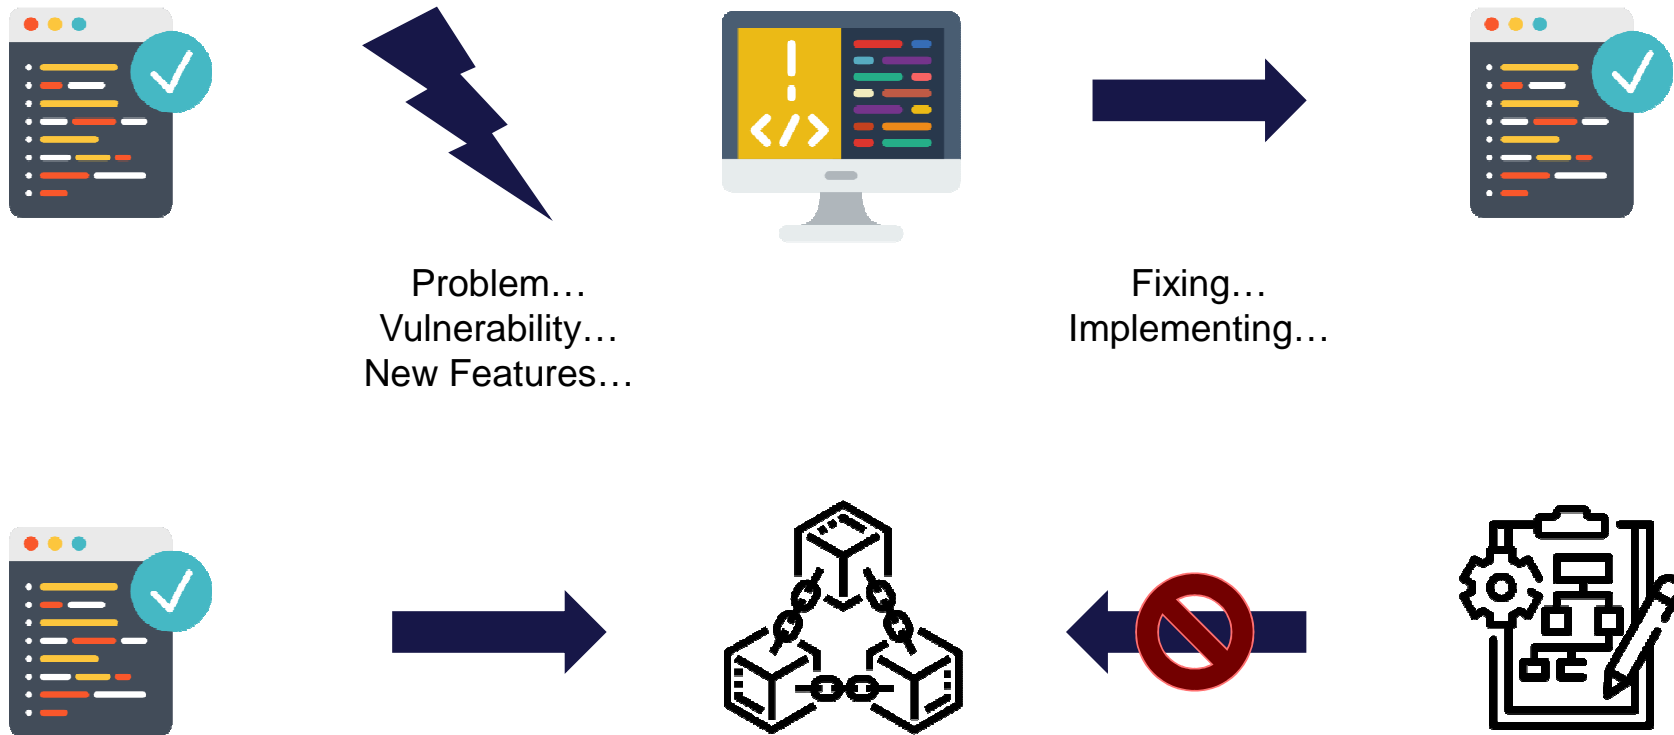 Problem…
Vulnerability…
New Features…
Fixing…
Implementing…